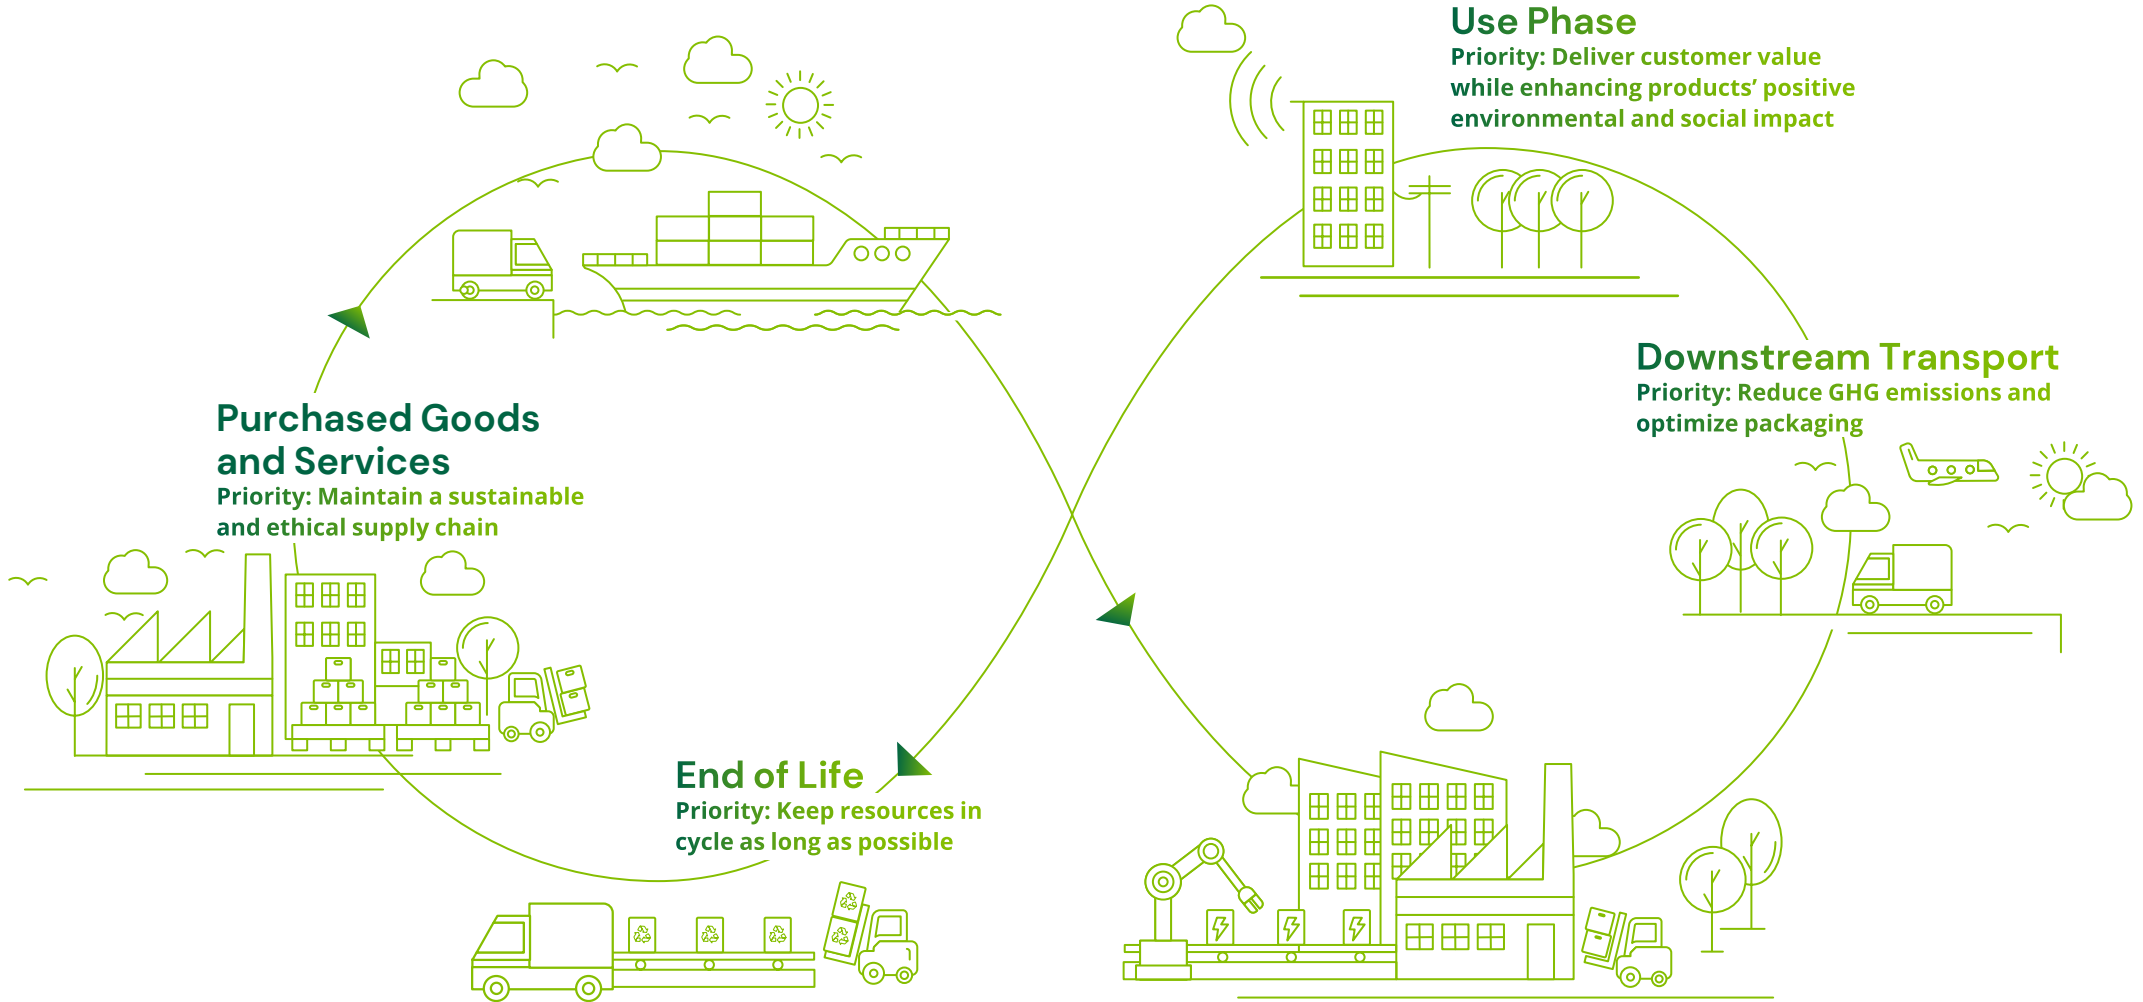 Use Phase
Priority: Deliver customer value
while enhancing products’ positive
environmental and social impact
Downstream Transport
Priority: Reduce GHG emissions and
optimize packaging
Purchased Goods
and Services
Priority: Maintain a sustainable
and ethical supply chain
End of Life
Priority: Keep resources in
cycle as long as possible